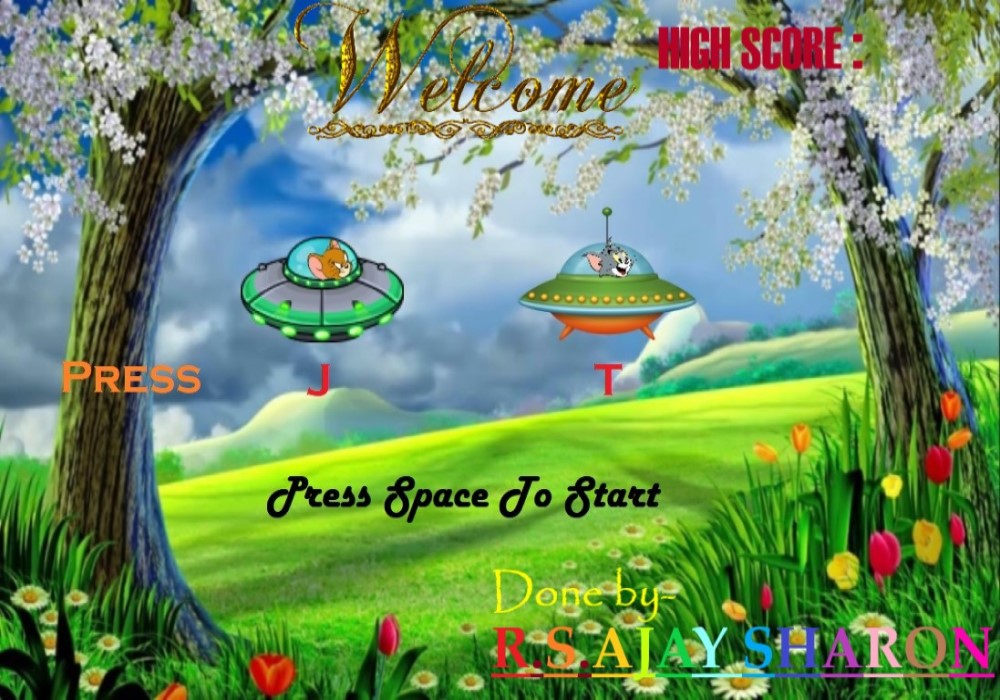 Welcome
HIGH SCORE :
PRESS J T
Press Space To Start
Done by-
R.S.AJAY SHARON